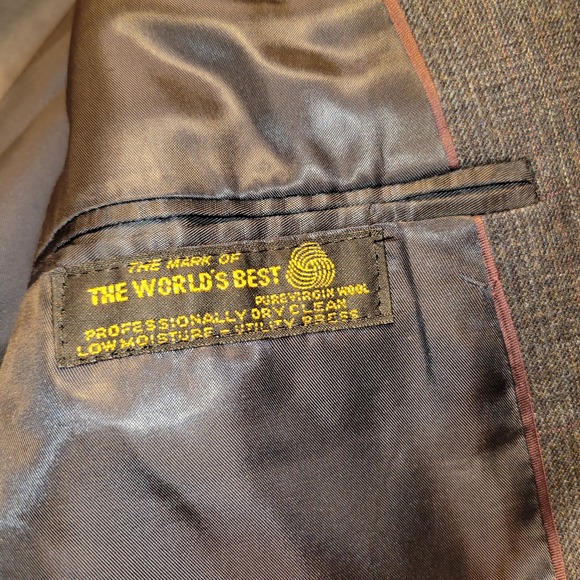 THE MARK OF
THE WORLD'S BEST
PURE VIRGIN WOOL
PROFESSIONALLY DRY CLEAN
LOW MOISTURE - UTILITY PRESS